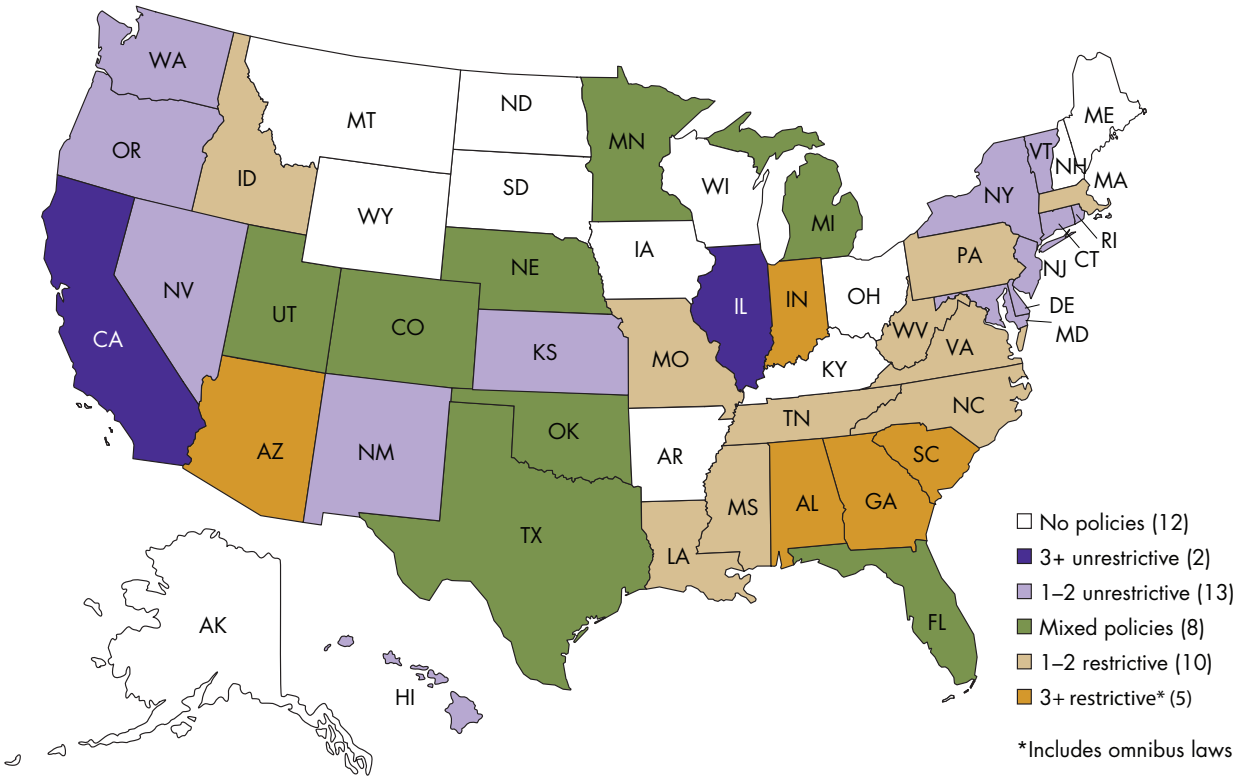 WA
OR
CA
ID
NV
MT
WY
UT
AZ
CO
NM
ND
SD
NE
KS
OK
TX
MN
IA
MO
AR
LA
WI
IL
MI
IN
OH
KY
TN
MS
AL
GA
FL
SC
NC
VA
WV
PA
NY
VT
NH
ME
MA
RI
CT
NJ
DE
MD
AK
HI
No policies (12)
3+ unrestrictive (2)
1–2 unrestrictive (13)
Mixed policies (8)
1–2 restrictive (10)
3+ restrictive* (5)
*Includes omnibus laws